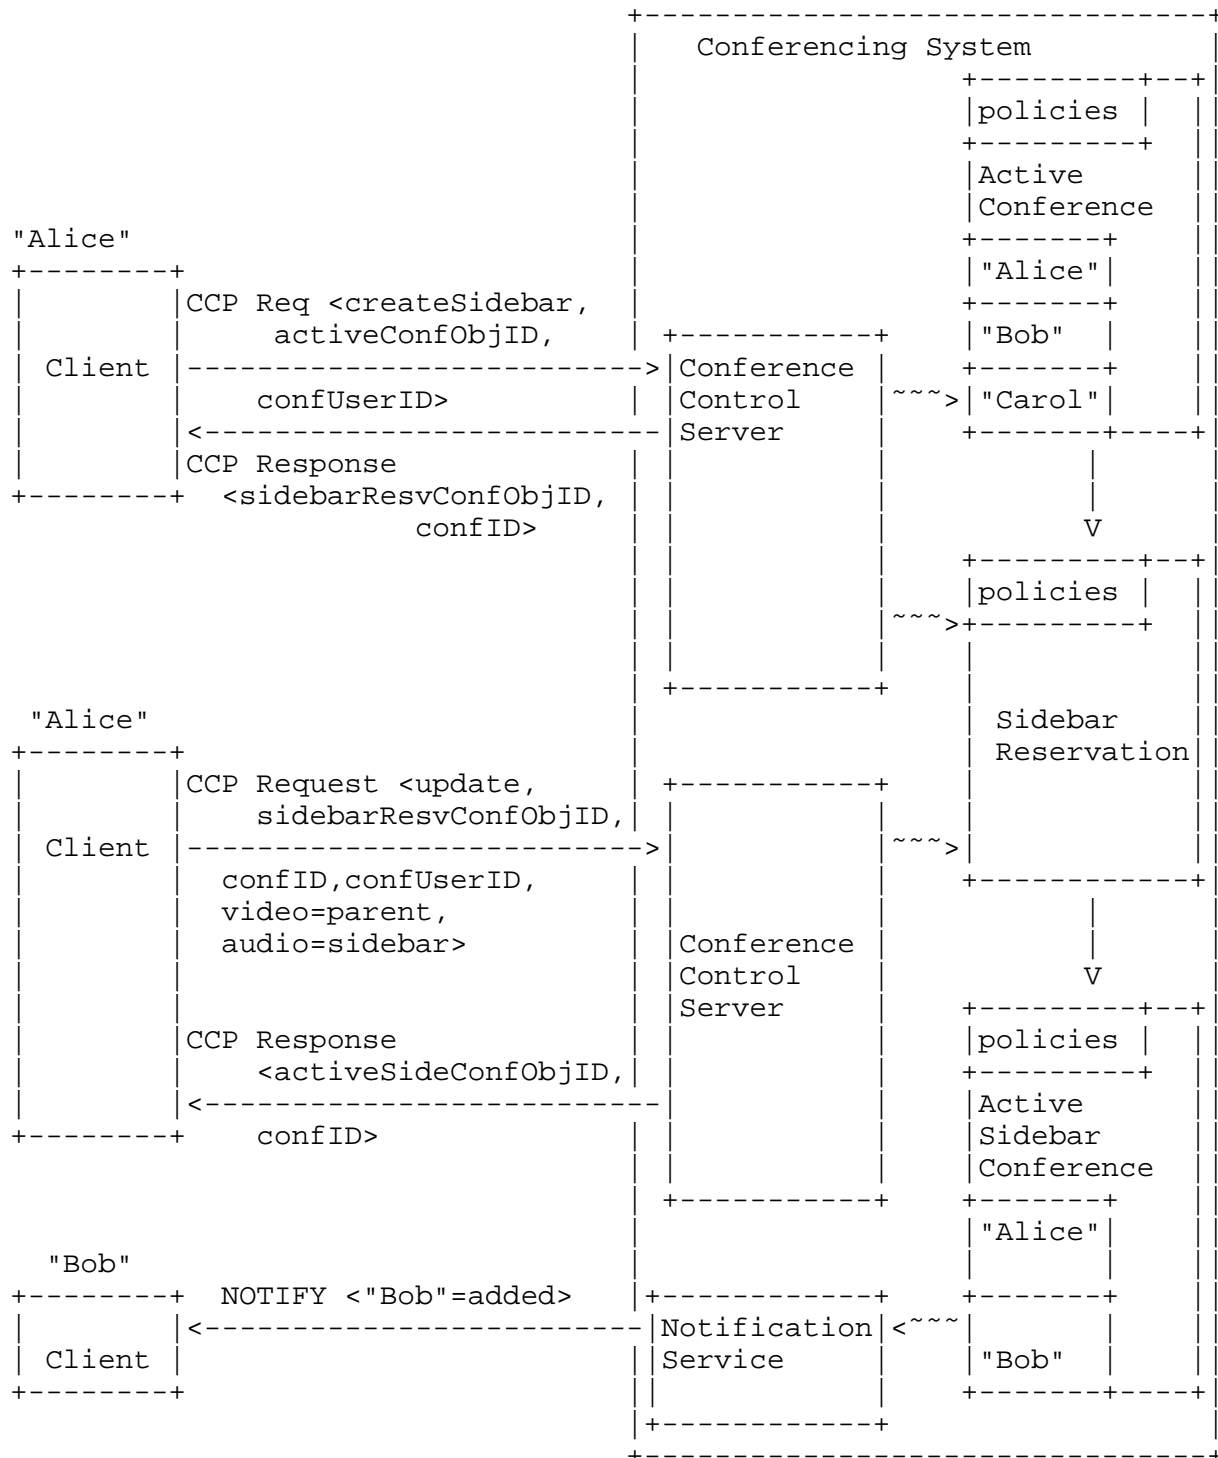 Conferencing System
policies
Active
Conference
"Alice"
"Alice"
CCP Req <createSidebar,
activeConfObjID,
"Bob"
Client
Conference
confUserID>
Control
~~~>
"Carol"
Server
CCP Response
<sidebarResvConfObjID,
confID>
V
policies
~~~>
"Alice"
Sidebar
Reservation
CCP Request <update,
sidebarResvConfObjID,
Client
~~~>
confID,confUserID,
video=parent,
audio=sidebar>
Conference
Control
V
Server
CCP Response
policies
<activeSideConfObjID,
Active
confID>
Sidebar
Conference
"Alice"
"Bob"
NOTIFY <"Bob"=added>
Notification
<~~~
Client
Service
"Bob"